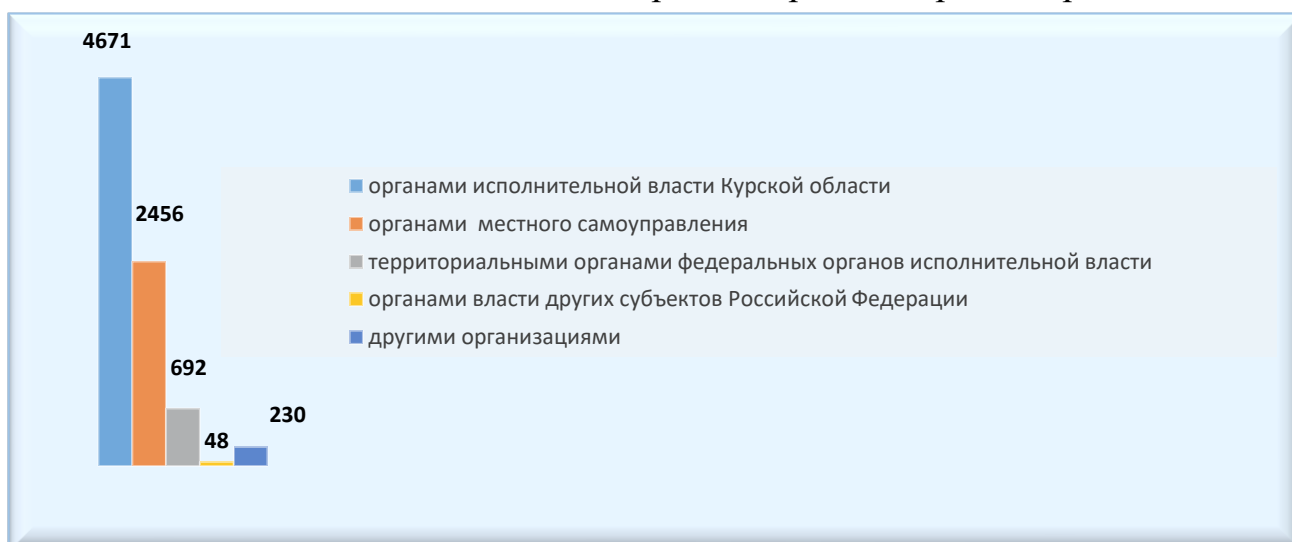 4671
2456
692
48
230
органами исполнительной власти Курской области
органами местного самоуправления
территориальными органами федеральных органов исполнительной власти
органами власти других субъектов Российской Федерации
другими организациями